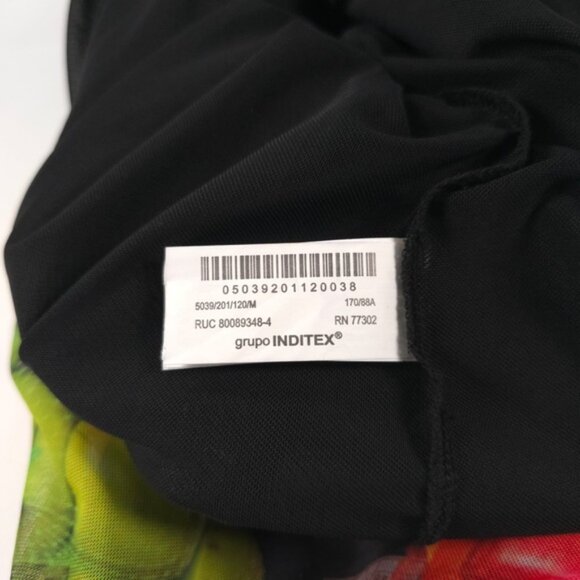 05039201120038
5039/201/120/M 170/88A
RUC 80089348-4 RN 77302
grupo INDITEX®